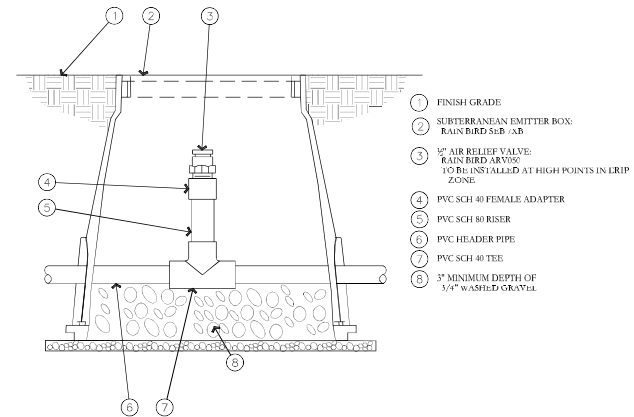 1
2
3
1 FINISH GRADE
2 SUBTERRANEAN EMITTER BOX:
RAIN BIRD SEB 7XB
3 ½" AIR RELIEF VALVE:
RAIN BIRD ARV050
TO BE INSTALLED AT HIGH POINTS IN DRIP
ZONE
4
4 PVC SCH 40 FEMALE ADAPTER
5
5 PVC SCH 80 RISER
6 PVC HEADER PIPE
7 PVC SCH 40 TEE
8 3" MINIMUM DEPTH OF
3/4" WASHED GRAVEL
8
6
7